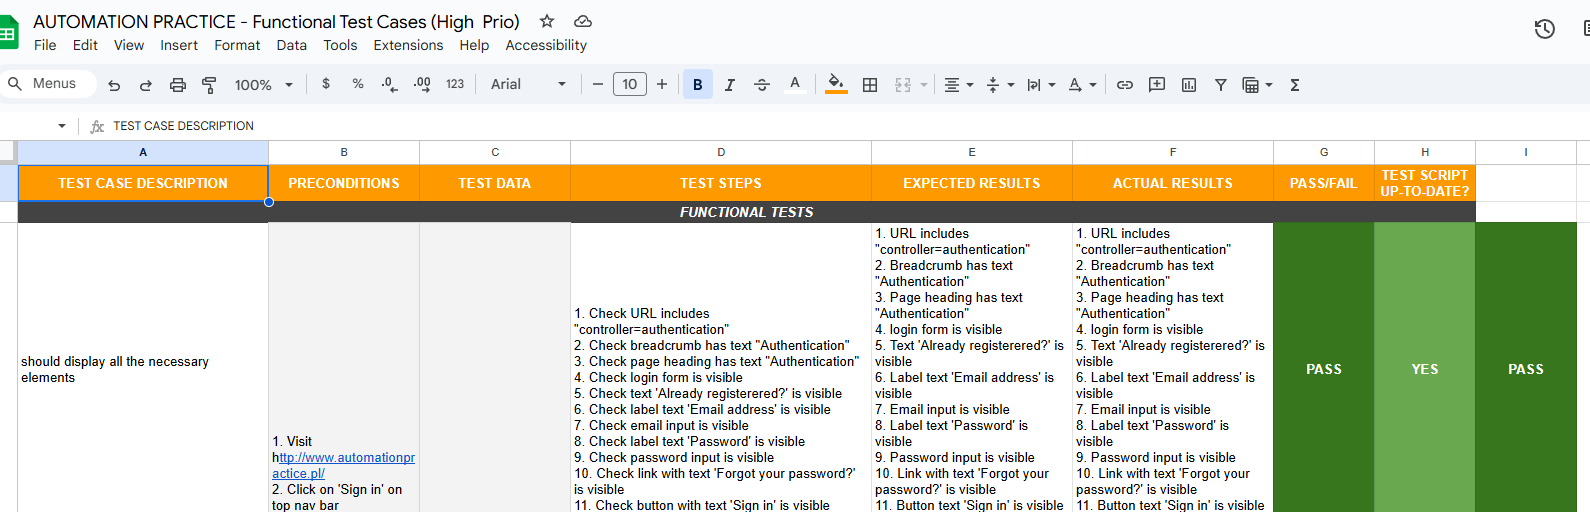 AUTOMATION PRACTICE - Functional Test Cases (High Prio)
File Edit View Insert Format Data Tools Extensions Help Accessibility
Menus 100% $ % .0 .00 123 Arial 10 B I A A Σ
fx TEST CASE DESCRIPTION
A B C D E F G H I
TEST CASE DESCRIPTION PRECONDITIONS TEST DATA TEST STEPS EXPECTED RESULTS ACTUAL RESULTS PASS/FAIL TEST SCRIPT
UP-TO-DATE?
FUNCTIONAL TESTS
should display all the necessary
elements
1. Visit
http://www.automationpr
actice.pl/
2. Click on 'Sign in' on
top nav bar
1. Check URL includes
"controller=authentication"
2. Check breadcrumb has text "Authentication"
3. Check page heading has text "Authentication"
4. Check login form is visible
5. Check text 'Already registerered?' is visible
6. Check label text 'Email address' is visible
7. Check email input is visible
8. Check label text 'Password' is visible
9. Check password input is visible
10. Check link with text 'Forgot your password?'
is visible
11. Check button with text 'Sign in' is visible
1. URL includes
"controller=authentication"
2. Breadcrumb has text
"Authentication"
3. Page heading has text
"Authentication"
4. login form is visible
5. Text 'Already registerered?' is
visible
6. Label text 'Email address' is
visible
7. Email input is visible
8. Label text 'Password' is
visible
9. Password input is visible
10. Link with text 'Forgot your
password?' is visible
11. Button text 'Sign in' is visible
1. URL includes
"controller=authentication"
2. Breadcrumb has text
"Authentication"
3. Page heading has text
"Authentication"
4. login form is visible
5. Text 'Already registerered?' is
visible
6. Label text 'Email address' is
visible
7. Email input is visible
8. Label text 'Password' is
visible
9. Password input is visible
10. Link with text 'Forgot your
password?' is visible
11. Button text 'Sign in' is visible
PASS
YES
PASS